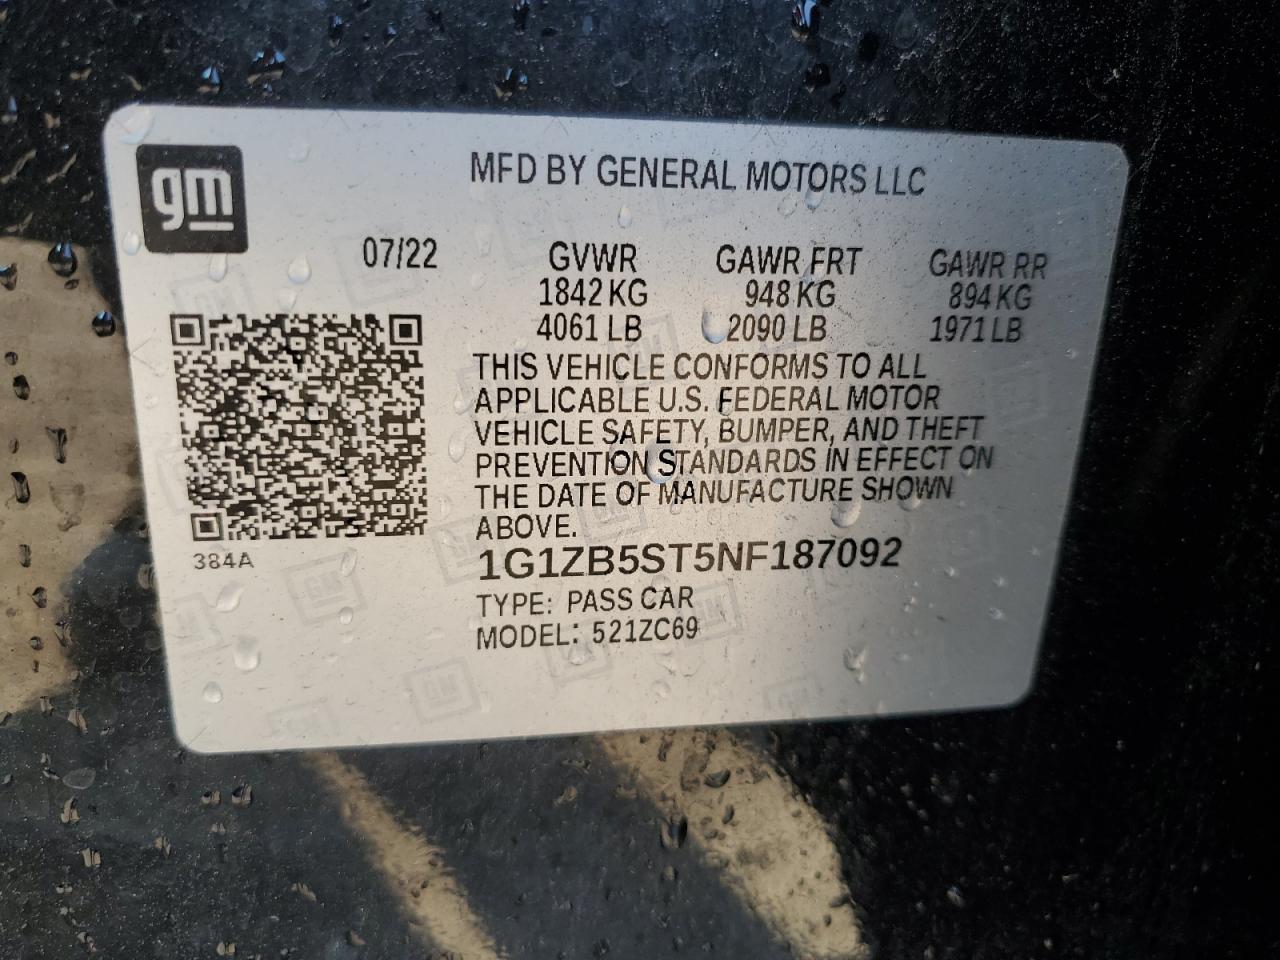 gm
MFD BY GENERAL MOTORS LLC
07/22 GVWR GAWR FRT GAWR RR
1842 KG 948 KG 894 KG
4061 LB 2090 LB 1971 LB
THIS VEHICLE CONFORMS TO ALL
APPLICABLE U.S. FEDERAL MOTOR
VEHICLE SAFETY, BUMPER, AND THEFT
PREVENTION STANDARDS IN EFFECT ON
THE DATE OF MANUFACTURE SHOWN
ABOVE.
384A
1G1ZB5ST5NF187092
TYPE: PASS CAR
MODEL: 521ZC69